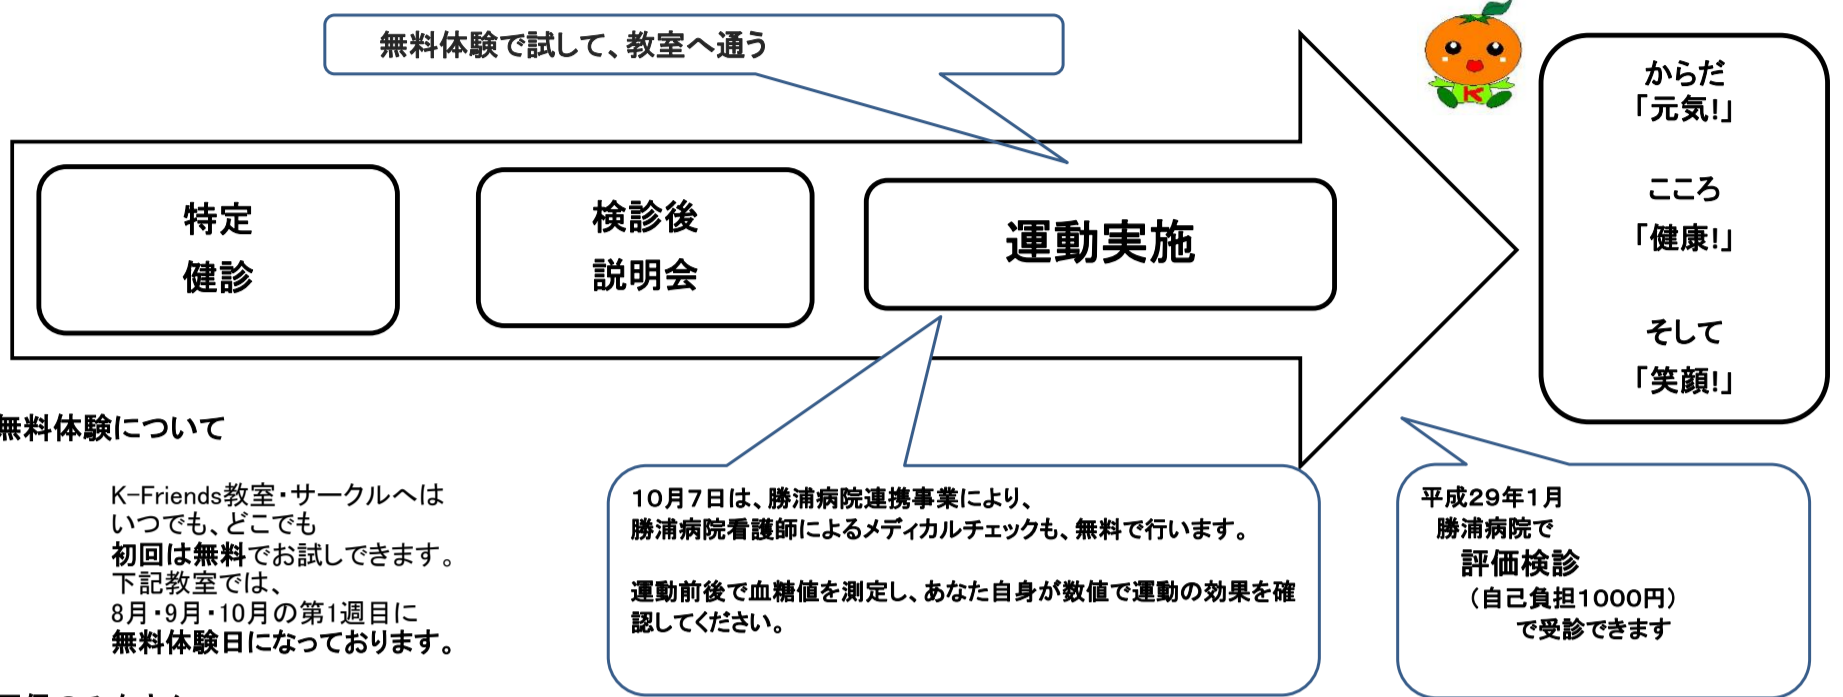 無料体験で試して、教室へ通う
特定
健診
検診後
説明会
運動実施
からだ
「元気!」
こころ
「健康!」
そして
「笑顔!」
K
無料体験について
K-Friends教室・サークルへは
いつでも、どこでも
初回は無料でお試しできます。
下記教室では、
8月・9月・10月の第1週目に
無料体験日になっております。
10月7日は、勝浦病院連携事業により、
勝浦病院看護師によるメディカルチェックも、無料で行います。
運動前後で血糖値を測定し、あなた自身が数値で運動の効果を確
認してください。
平成29年1月
勝浦病院で
評価検診
（自己負担1000円）
で受診できます